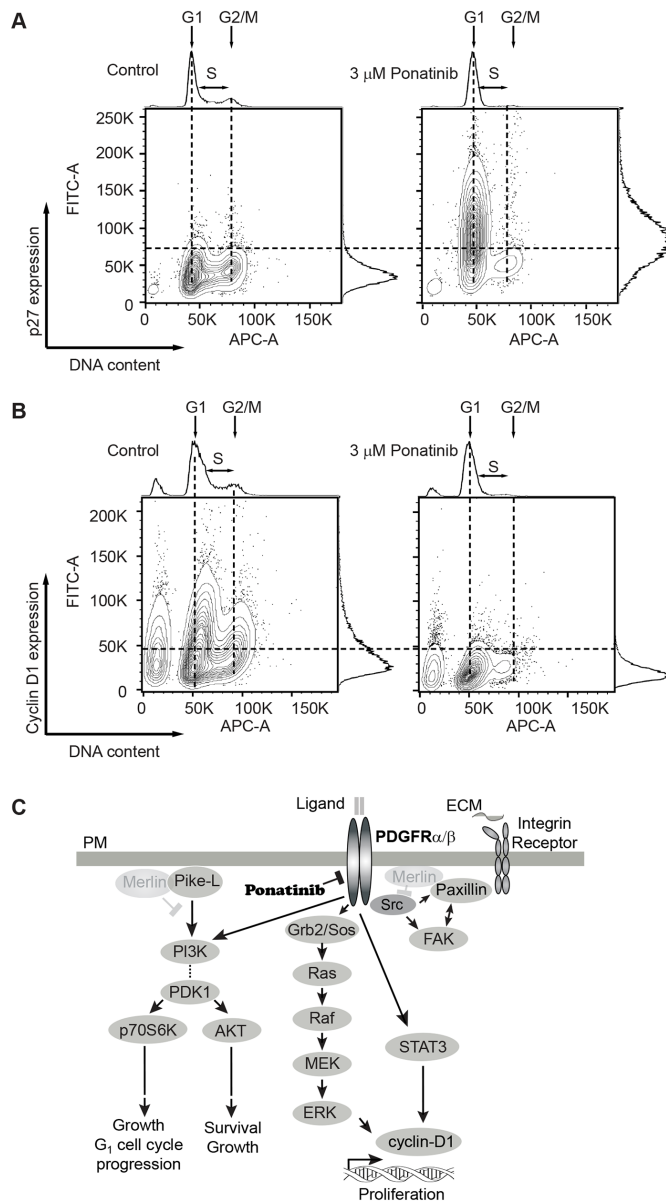 A
G1 G2/M
Control
S
G1 G2/M
3 μM Ponatinib
S
250K
200K
150K
100K
50K
0
FITC-A
p27 expression
0 50K 100K 150K
APC-A
DNA content
0 50K 100K 150K
APC-A
B
G1 G2/M
Control
S
G1 G2/M
3 μM Ponatinib
S
200K
150K
100K
50K
0
FITC-A
Cyclin D1 expression
0 50K 100K 150K
APC-A
DNA content
0 50K 100K 150K
APC-A
C
Ligand
ECM
Integrin
Receptor
PM
PDGFRα/β
Merlin
Pike-L
Ponatinib
Merlin
Paxillin
Src
FAK
PI3K
Grb2/Sos
PDK1
Ras
p70S6K
AKT
Raf
STAT3
MEK
ERK
cyclin-D1
Growth
G1 cell cycle
progression
Survival
Growth
Proliferation